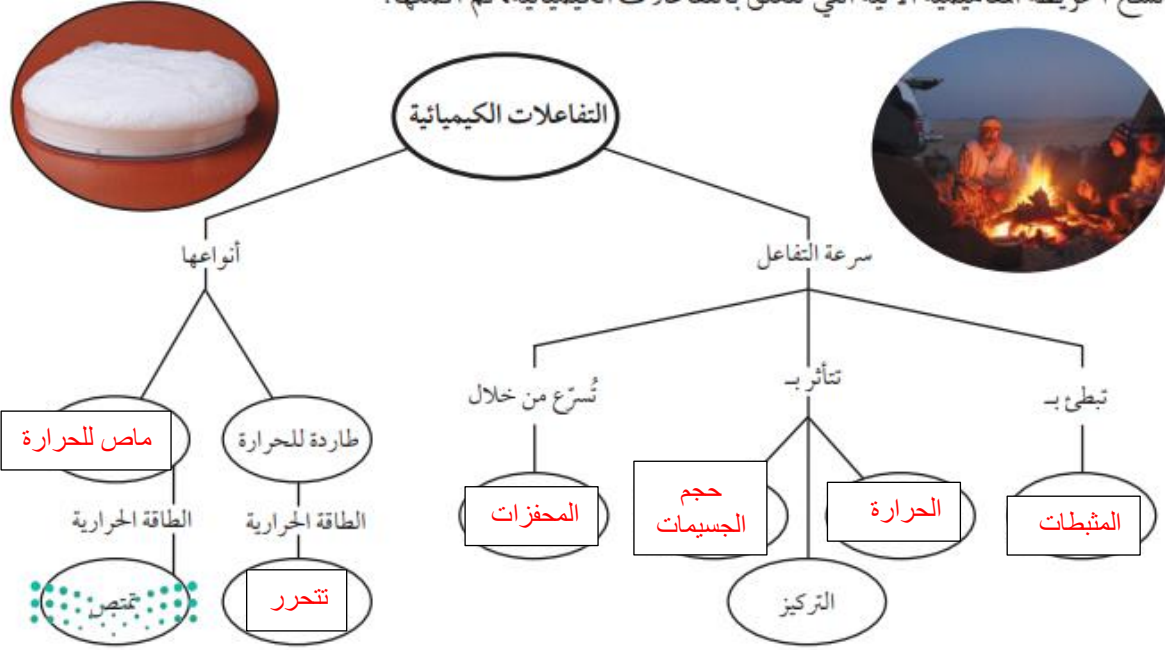 التفاعلات الكيميائية
سرعة التفاعل
أنواعها
تبطئ بـ
تتأثر بـ
تُسرّع من خلال
طاردة للحرارة
ماص للحرارة
المثبطات
الحرارة
حجم
الجسيمات
المحفزات
التركيز
الطاقة الحرارية
الطاقة الحرارية
تتحرر
تمتص